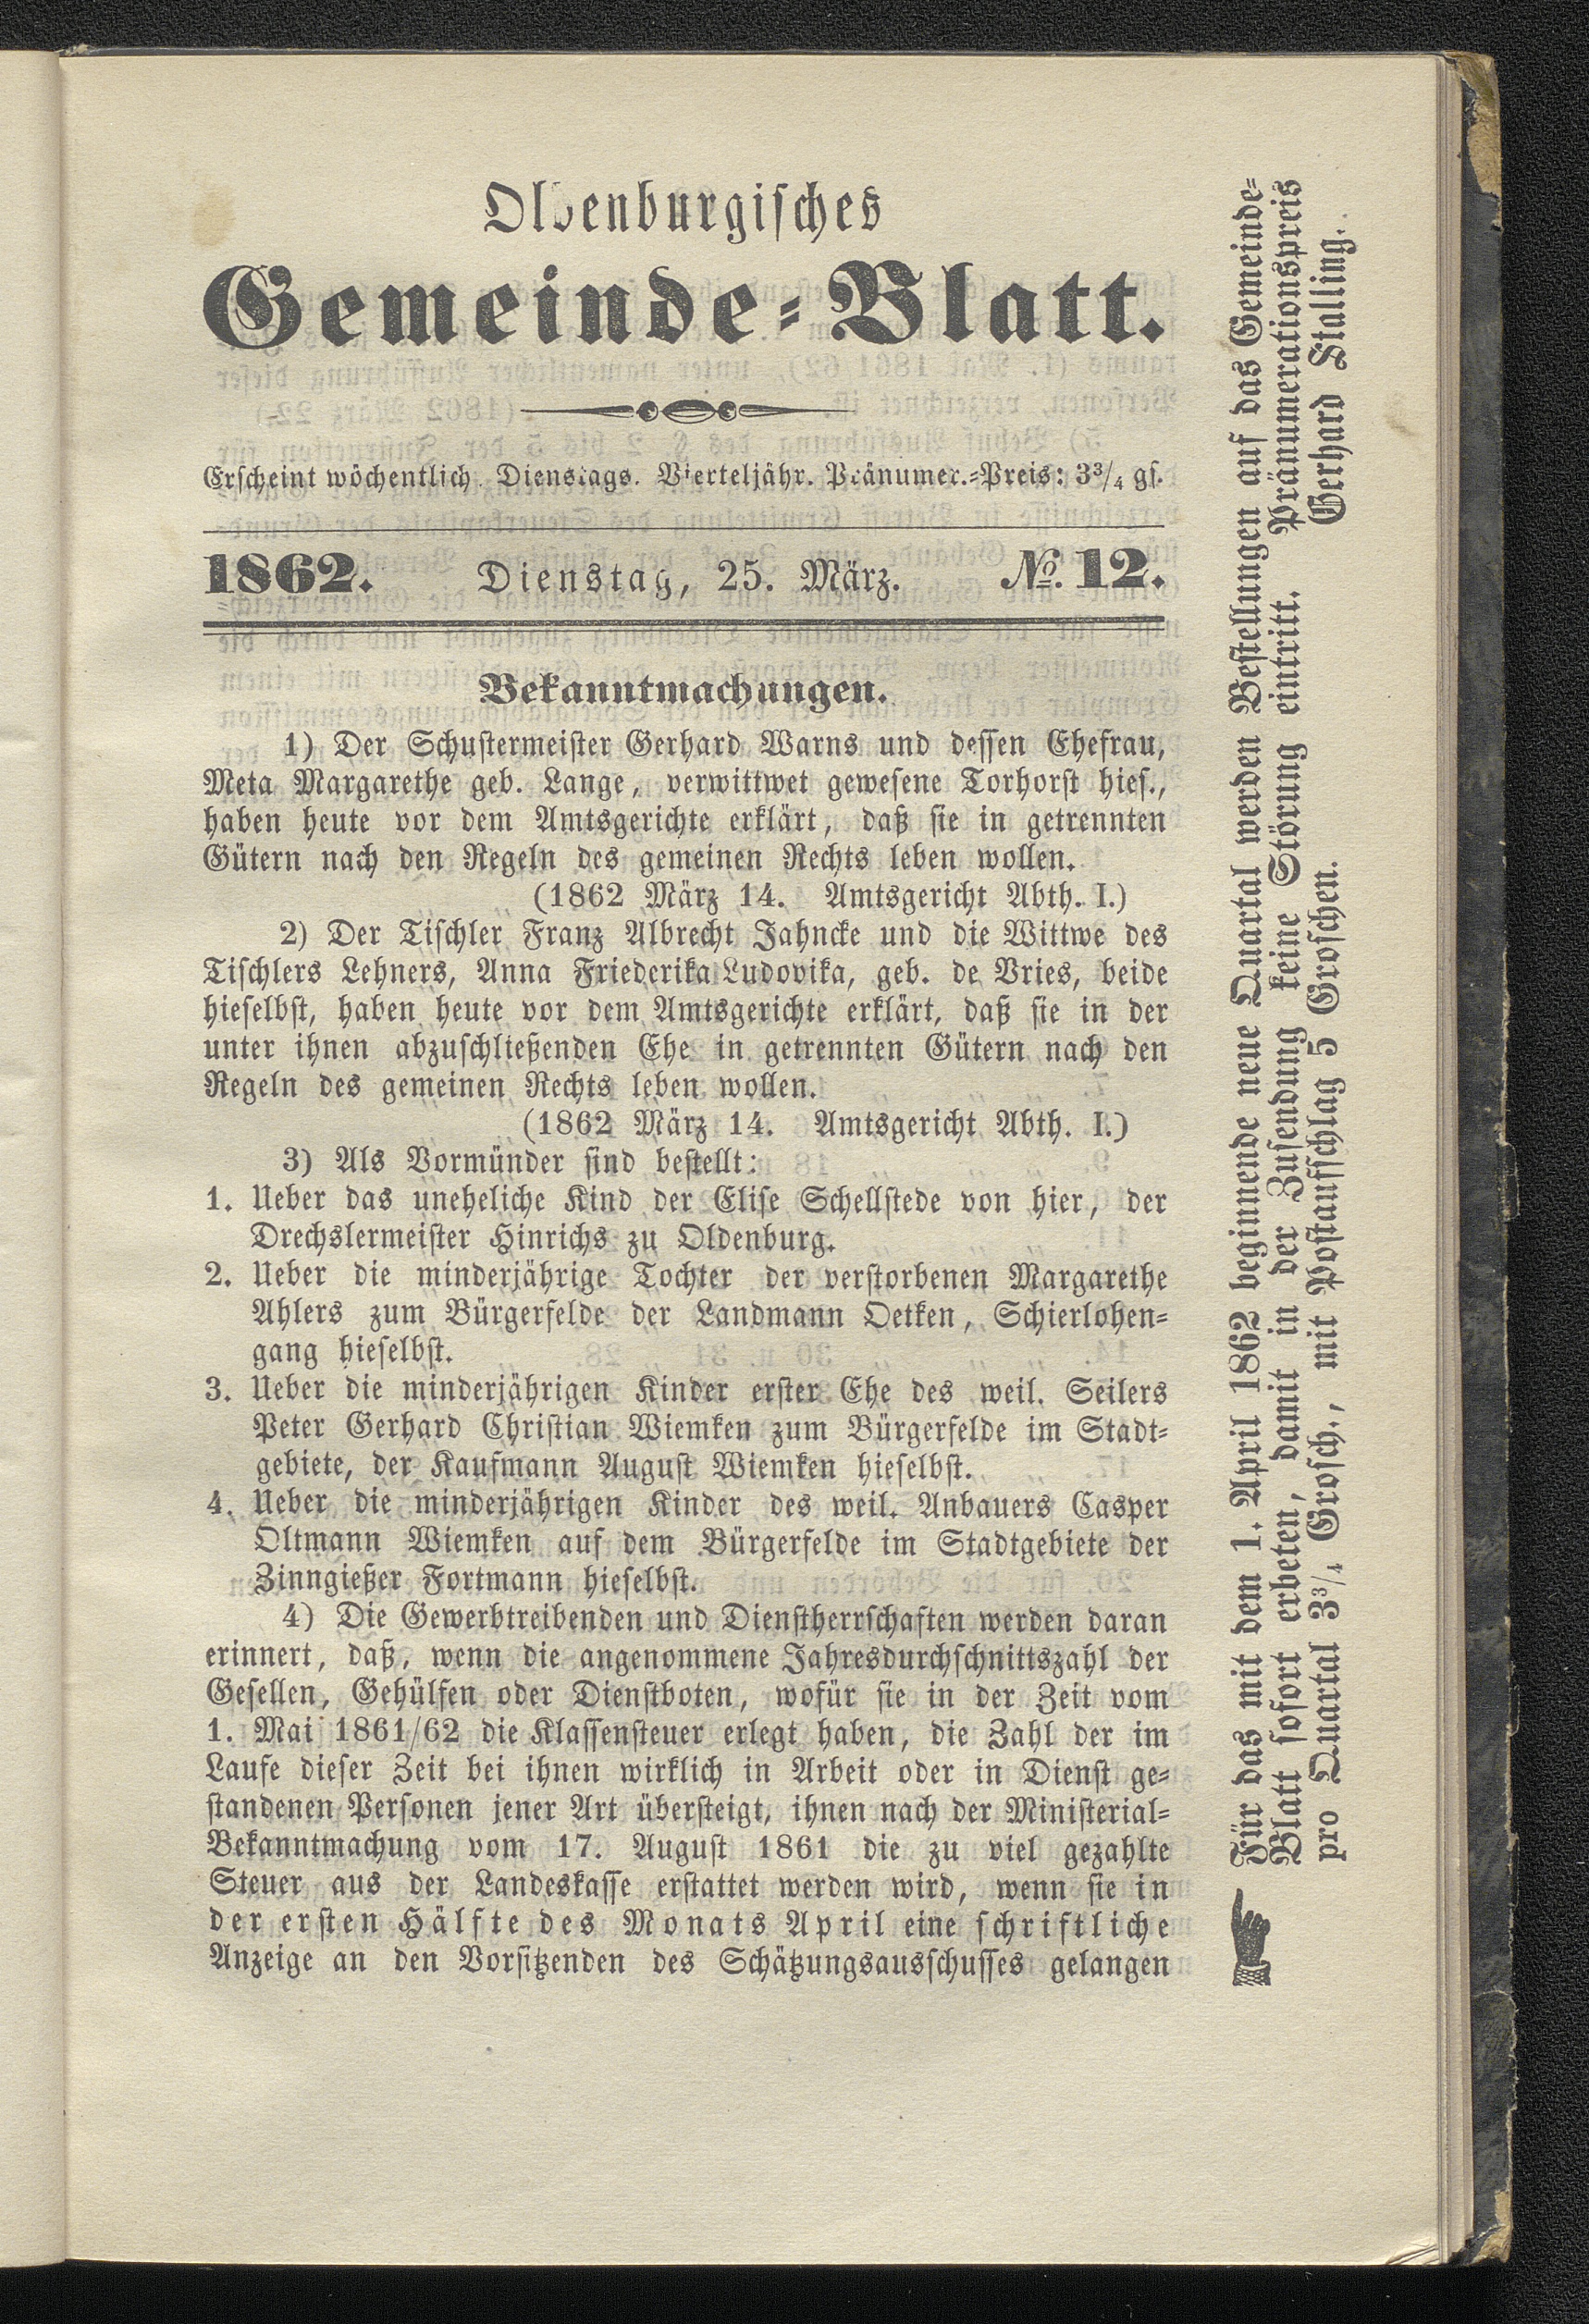 Oldenburgisches
Gemeinde-Blatt.
Erscheint wöchentlich. Dienstags. Vierteljähr. Pränumer.-Preis: 3¾ gſ.
1862. Dienstag, 25. März. No. 12.
Bekanntmachungen.
1) Der Schuſtermeiſter Gerhard Warns und deſſen Ehefrau,
Meta Margarethe geb. Lange, verwittwet geweſene Torhorſt hieſ.,
haben heute vor dem Amtsgerichte erklärt, daß ſie in getrennten
Gütern nach den Regeln des gemeinen Rechts leben wollen.
(1862 März 14. Amtsgericht Abth. I.)
2) Der Tiſchler Franz Albrecht Jahncke und die Wittwe des
Tiſchlers Lehners, Anna Friederika Ludovika, geb. de Vries, beide
hieſelbſt, haben heute vor dem Amtsgerichte erklärt, daß ſie in der
unter ihnen abzuſchließenden Ehe in getrennten Gütern nach den
Regeln des gemeinen Rechts leben wollen.
(1862 März 14. Amtsgericht Abth. I.)
3) Als Vormünder ſind beſtellt:
1. Ueber das uneheliche Kind der Eliſe Schellſtede von hier, der
Drechslermeiſter Hinrichs zu Oldenburg.
2. Ueber die minderjährige Tochter der verſtorbenen Margarethe
Ahlers zum Bürgerfelde der Landmann Oetken, Schierlohen-
gang hieſelbſt.
3. Ueber die minderjährigen Kinder erſter Ehe des weil. Seilers
Peter Gerhard Chriſtian Wiemken zum Bürgerfelde im Stadt-
gebiete, der Kaufmann Auguſt Wiemken hieſelbſt.
4. Ueber die minderjährigen Kinder des weil. Anbauers Casper
Oltmann Wiemken auf dem Bürgerfelde im Stadtgebiete der
Zinngießer Fortmann hieſelbſt.
4) Die Gewerbtreibenden und Dienſtherrſchaften werden daran
erinnert, daß, wenn die angenommene Jahresdurchſchnittszahl der
Geſellen, Gehülfen oder Dienſtboten, wofür ſie in der Zeit vom
1. Mai 1861/62 die Klaſſenſteuer erlegt haben, die Zahl der im
Laufe dieſer Zeit bei ihnen wirklich in Arbeit oder in Dienſt ge-
ſtandenen Perſonen jener Art überſteigt, ihnen nach der Miniſterial-
Bekanntmachung vom 17. Auguſt 1861 die zu viel gezahlte
Steuer aus der Landeskaſſe erſtattet werden wird, wenn ſie in
der erſten Hälfte des Monats April eine ſchriftliche
Anzeige an den Vorſitzenden des Schätzungsausſchuſſes gelangen
Für das mit dem 1. April 1862 beginnende neue Quartal werden Beſtellungen auf das Gemeinde-
Blatt ſofort erbeten, damit in der Zuſendung keine Störung eintritt. Pränumerationspreis
pro Quartal 3¾ Groſch., mit Poſtaufſchlag 5 Groſchen. Gerhard Stalling.